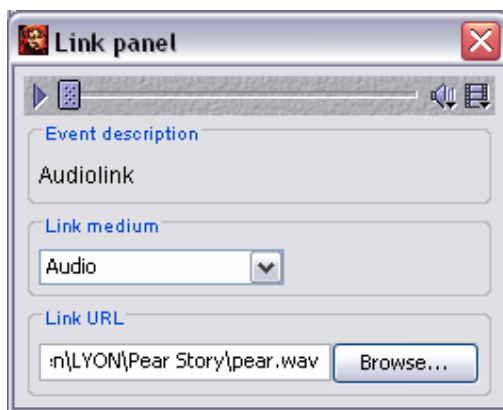 Link panel
Event description
Audiolink
Link medium
Audio
Link URL
n\LYON\Pear Story\pear.wav Browse...